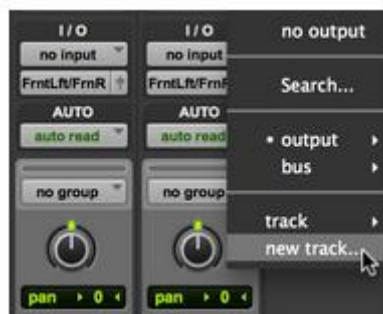 I / O
no input
FrntLft/FrnR
AUTO
auto read
no group
pan 0
I / O
no input
FrntLft/FrnR
AUTO
auto read
no group
pan 0
no output
Search...
• output
bus
track
new track...